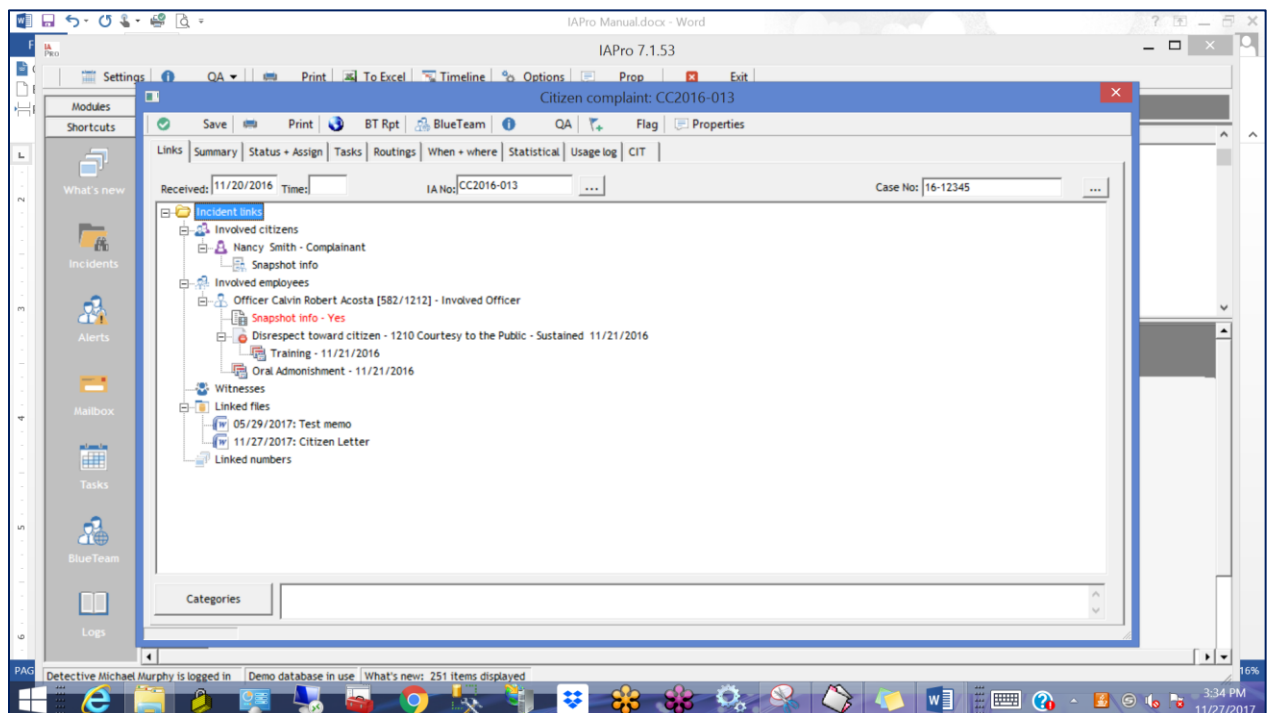 IAPro Manual.docx - Word
IA PRO
IAPro 7.1.53
Settings QA Print To Excel Timeline Options Prop Exit
Citizen complaint: CC2016-013
Modules
Shortcuts
Save Print BT Rpt BlueTeam QA Flag Properties
Links Summary Status + Assign Tasks Routings When + where Statistical Usage log CIT
What's new
Received: 11/20/2016 Time: IA No: CC2016-013 ... Case No: 16-12345 ...
Incident links
Involved citizens
Nancy Smith - Complainant
Snapshot info
Involved employees
Officer Calvin Robert Acosta [582/1212] - Involved Officer
Snapshot info - Yes
Disrespect toward citizen - 1210 Courtesy to the Public - Sustained 11/21/2016
Training - 11/21/2016
Oral Admonishment - 11/21/2016
Witnesses
Linked files
05/29/2017: Test memo
11/27/2017: Citizen Letter
Linked numbers
Incidents
Alerts
Mailbox
Tasks
BlueTeam
Logs
Categories
PAG
Detective Michael Murphy is logged in Demo database in use What's new: 251 items displayed
16%
3:34 PM
11/27/2017